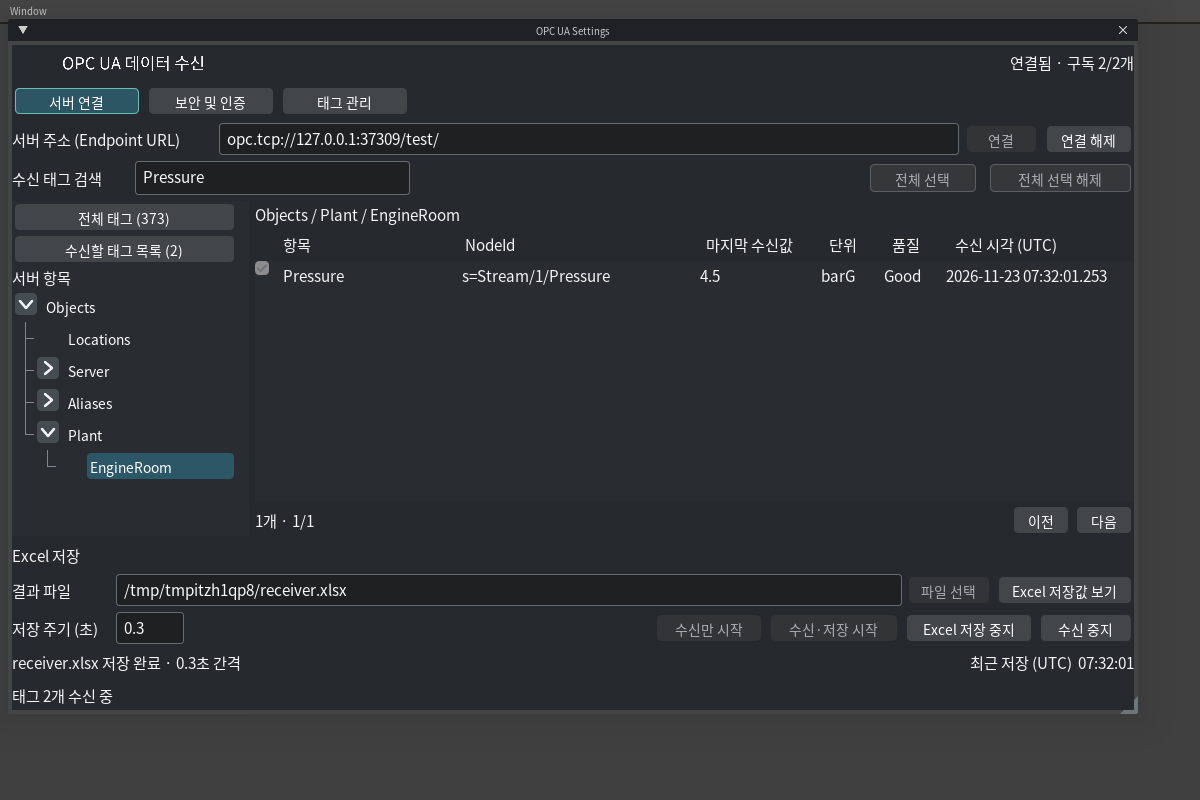 Window
OPC UA Settings
OPC UA 데이터 수신
연결됨 · 구독 2/2개
서버 연결
보안 및 인증
태그 관리
서버 주소 (Endpoint URL)
opc.tcp://127.0.0.1:37309/test/
연결
연결 해제
수신 태그 검색
Pressure
전체 선택
전체 선택 해제
전체 태그 (373)
수신할 태그 목록 (2)
서버 항목
Objects
Locations
Server
Aliases
Plant
EngineRoom
Objects / Plant / EngineRoom
항목 NodeId 마지막 수신값 단위 품질 수신 시각 (UTC)
Pressure s=Stream/1/Pressure 4.5 barG Good 2026-11-23 07:32:01.253
1개 · 1/1
이전
다음
Excel 저장
결과 파일
/tmp/tmpitzh1qp8/receiver.xlsx
파일 선택
Excel 저장값 보기
저장 주기 (초)
0.3
수신만 시작
수신·저장 시작
Excel 저장 중지
수신 중지
receiver.xlsx 저장 완료 · 0.3초 간격
최근 저장 (UTC) 07:32:01
태그 2개 수신 중